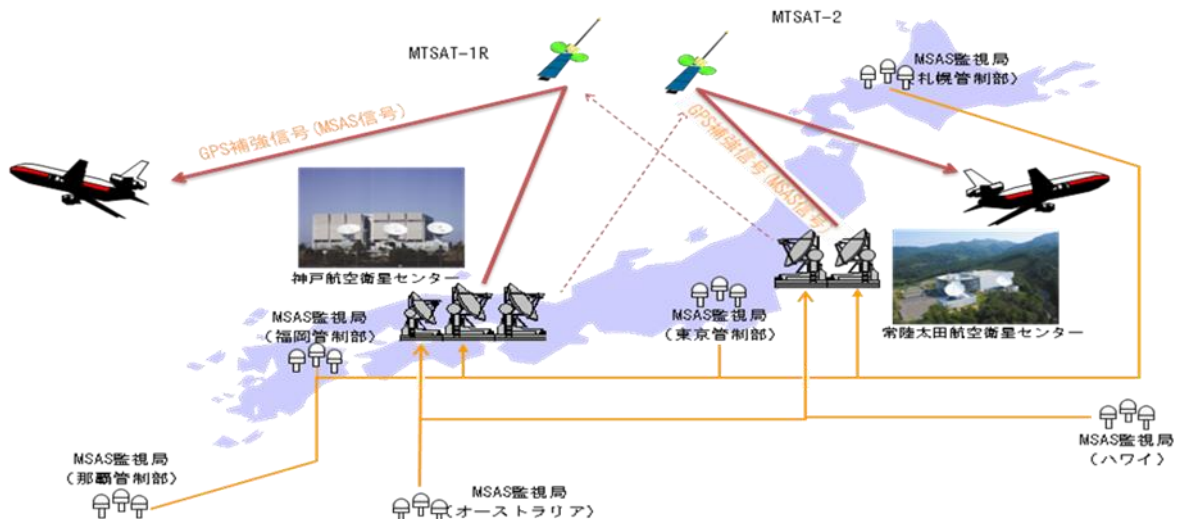 MTSAT-2
MTSAT-1R
MSAS監視局
(札幌管制部)
GPS補強信号(MSAS信号)
GPS補強信号(MSAS信号)
神戸航空衛星センター
MSAS監視局
(福岡管制部)
MSAS監視局
(東京管制部)
常陸太田航空衛星センター
MSAS監視局
(ハワイ)
MSAS監視局
(那覇管制部)
MSAS監視局
(オーストラリア)